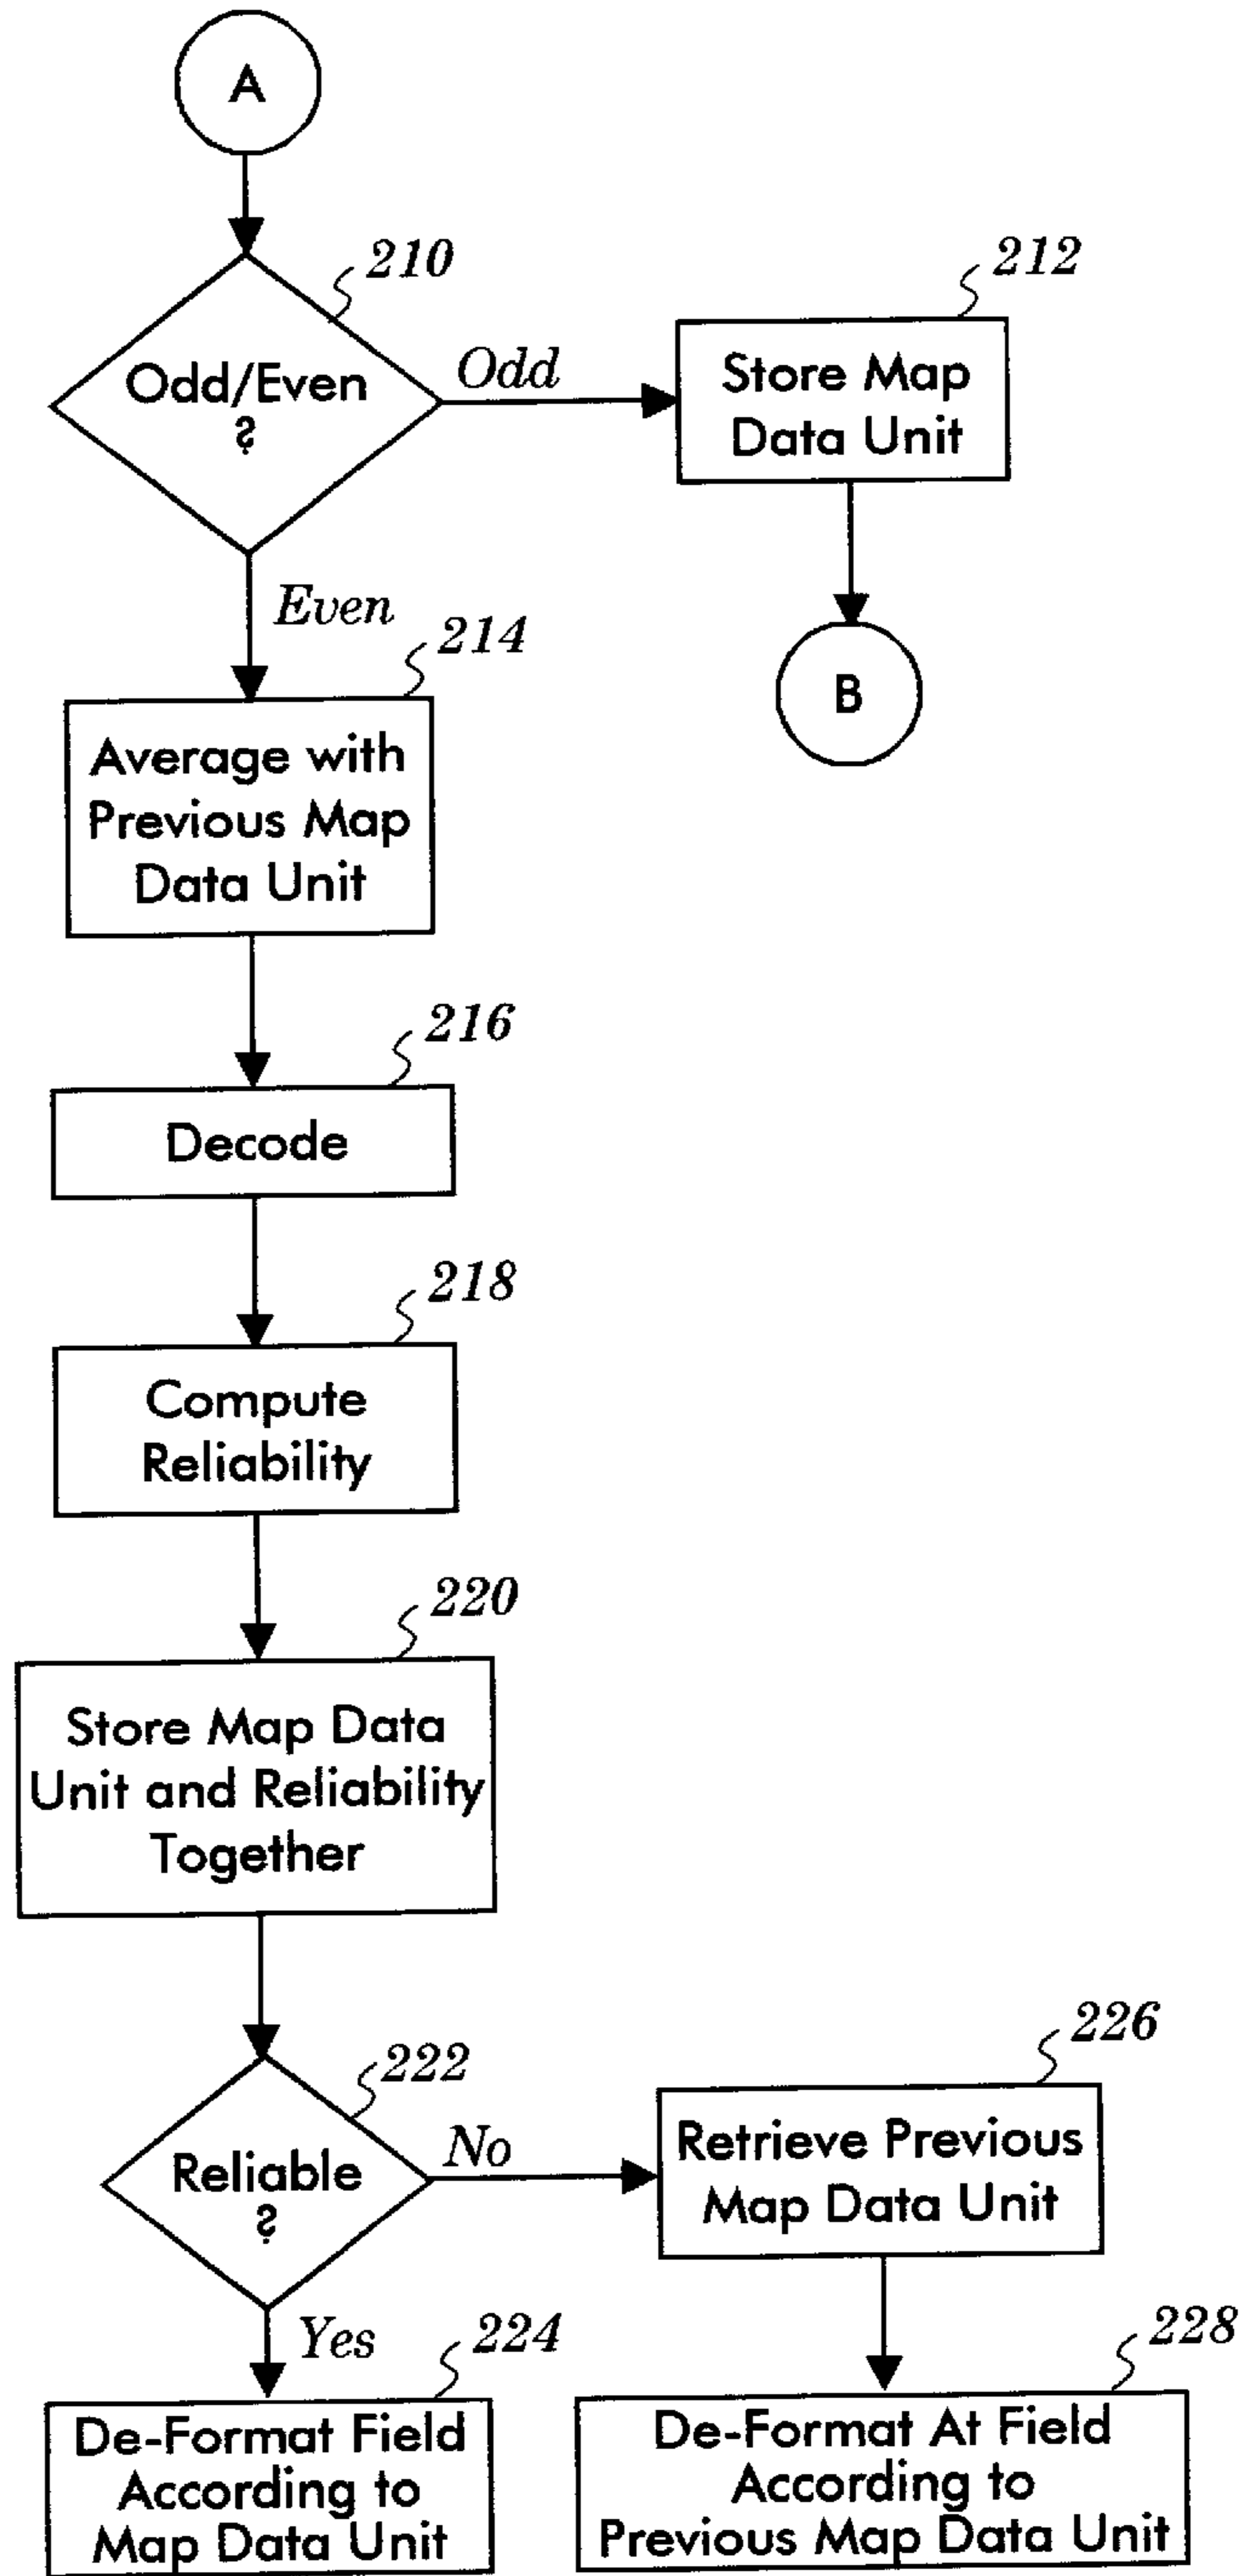 A
210
Odd/Even
?
Odd
212
Store Map
Data Unit
B
Even
214
Average with
Previous Map
Data Unit
216
Decode
218
Compute
Reliability
220
Store Map Data
Unit and Reliability
Together
222
Reliable
?
No
226
Retrieve Previous
Map Data Unit
Yes
224
De-Format Field
According to
Map Data Unit
228
De-Format At Field
According to
Previous Map Data Unit